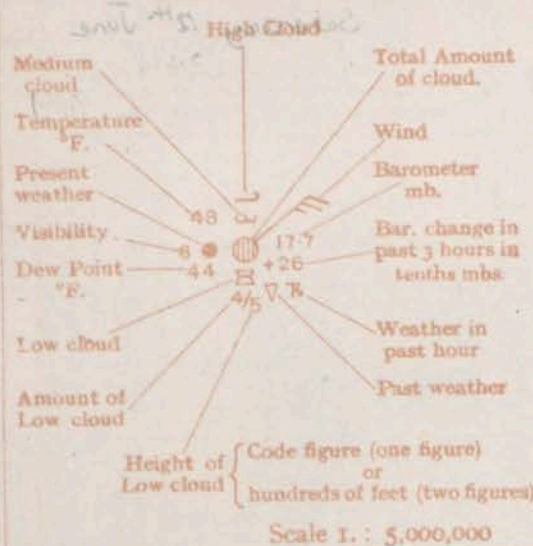 High Cloud
Medium
cloud
Temperature
°F.
Present
weather
Visibility
Dew Point
°F.
Low cloud
Amount of
Low cloud
Total Amount
of cloud.
Wind
Barometer
mb.
Bar. change in
past 3 hours in
tenths mbs
Weather in
past hour
Past weather
48
6
44
17.7
+26
4/5
Height of
Low cloud
Code figure (one figure)
or
hundreds of feet (two figures)
Scale 1. : 5,000,000